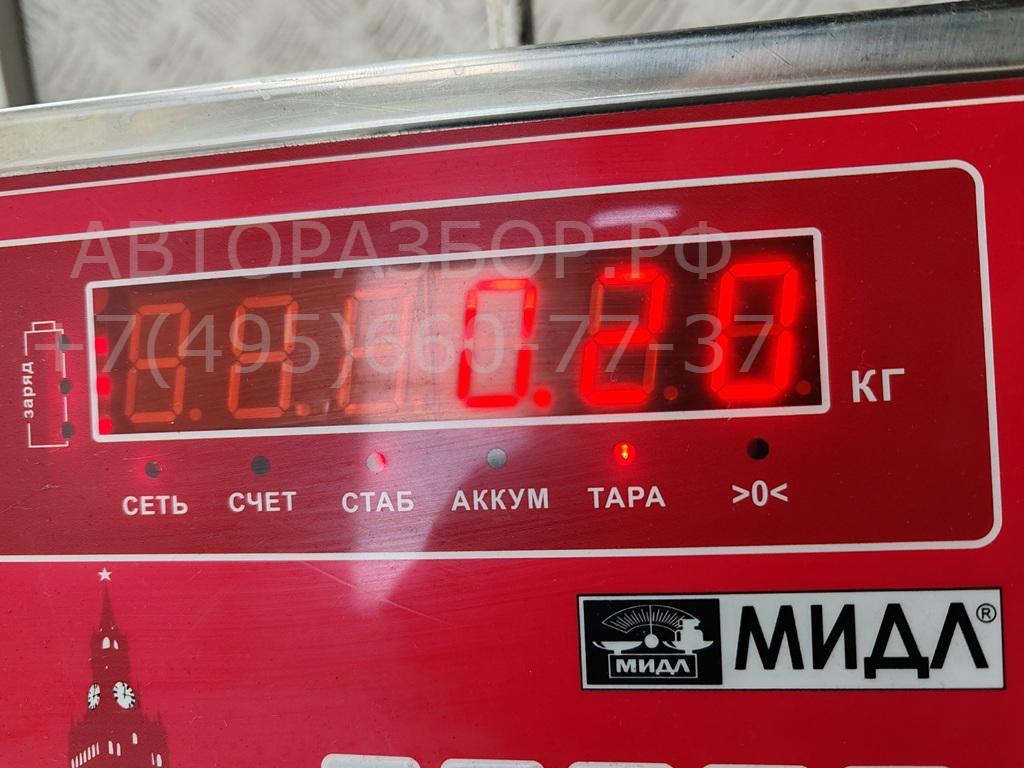 АВТОРАЗБОР.РФ
+7(495)660-77-37
0.20
КГ
заряд
СЕТЬ СЧЕТ СТАБ АККУМ ТАРА >0<
МИДЛ МИДЛ®